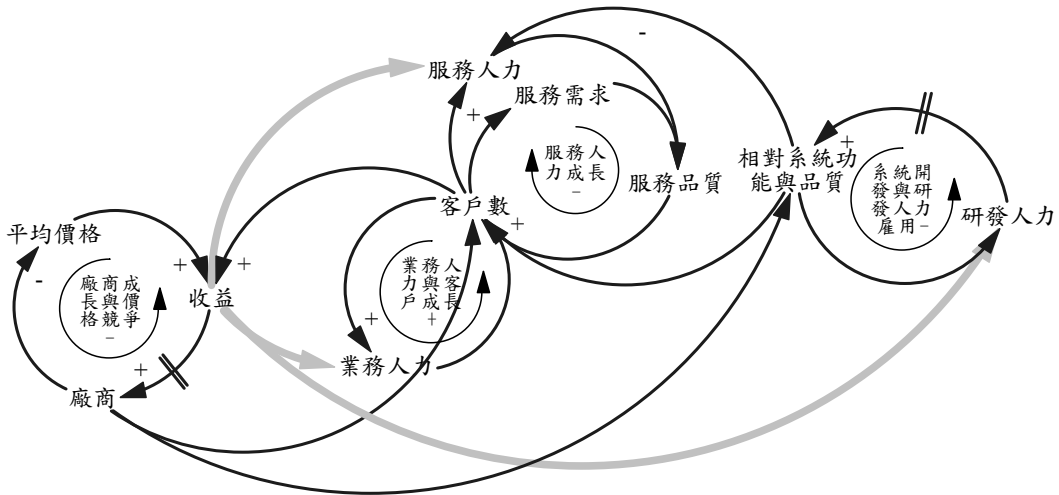 -
服務人力
服務需求
+
服務人
力成長
-
服務品質
相對系統功
能與品質
+
系統開
發與研
發人力
雇用-
研發人力
客戶數
+
平均價格
-
+
+
收益
廠商成
長與價
格競爭
-
業務人
力與客
戶成長
+
+
業務人力
+
廠商